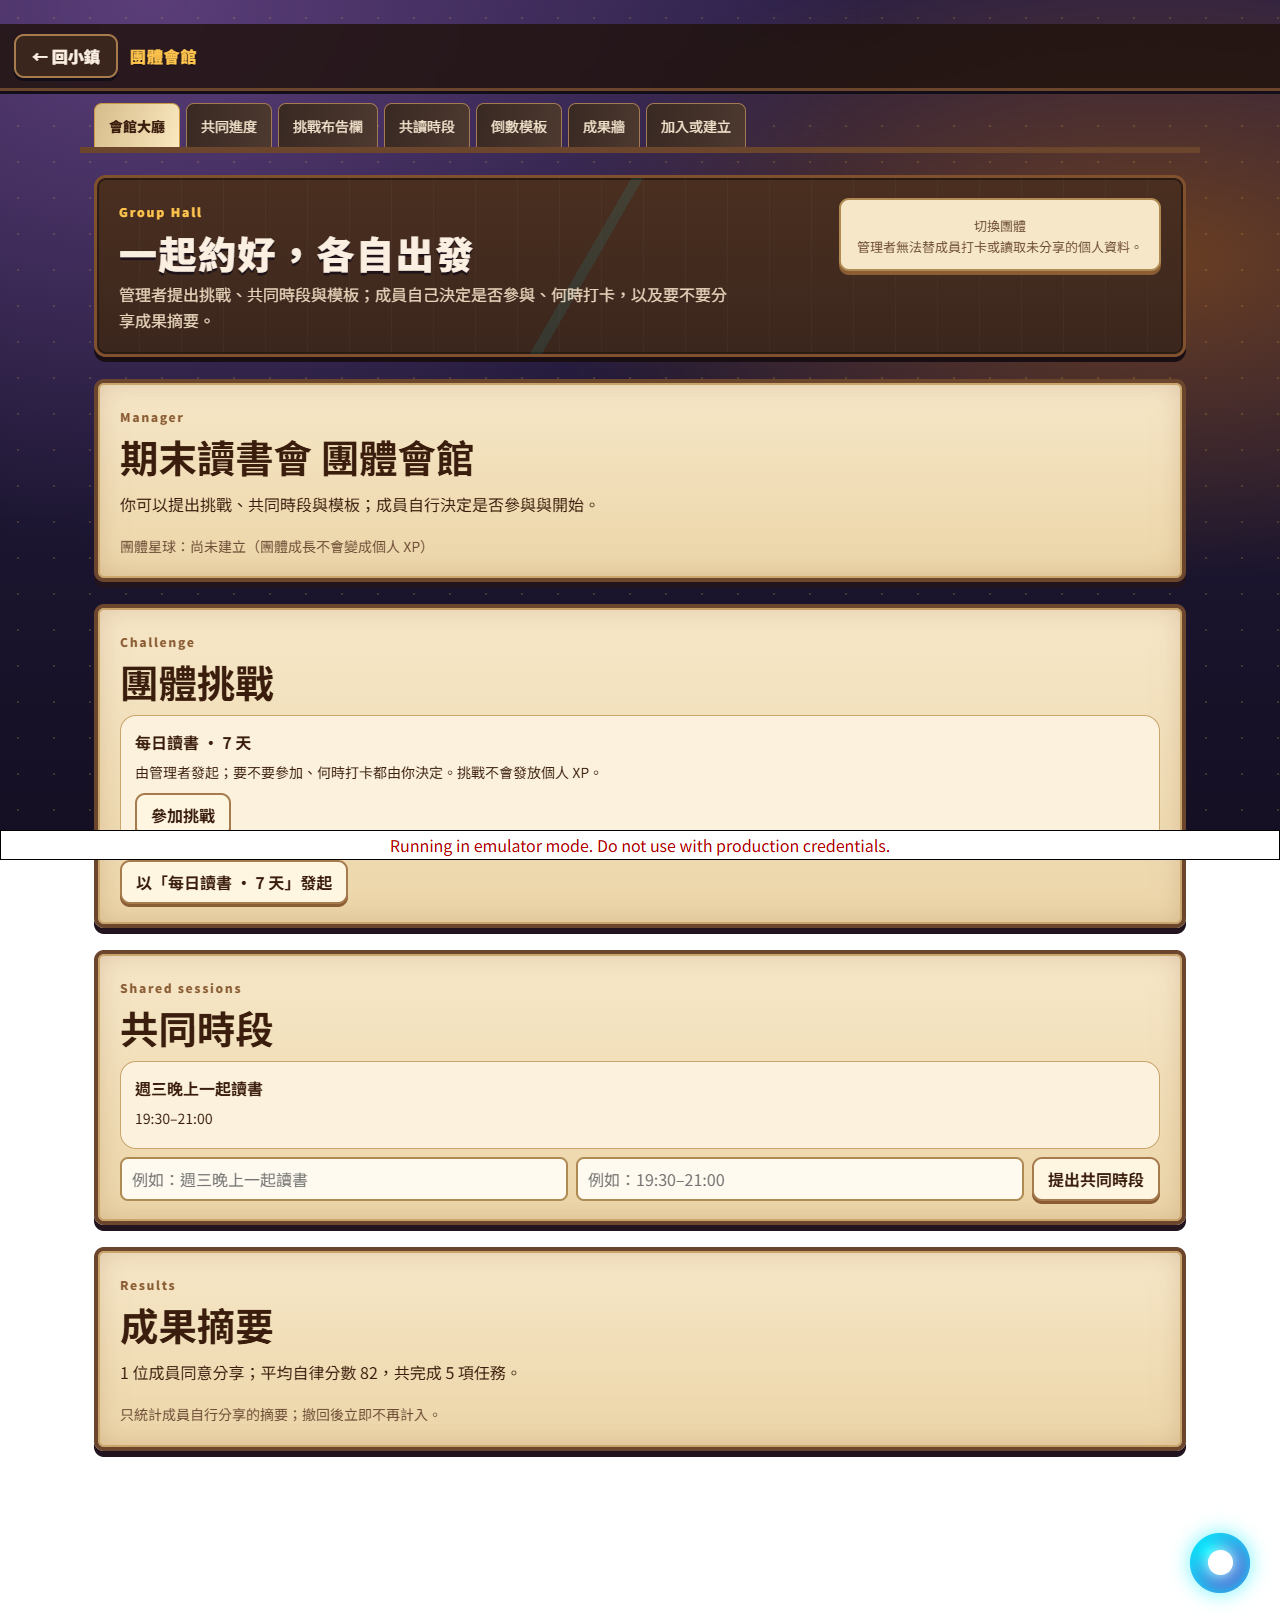 ← 回小鎮
團體會館
會館大廳
共同進度
挑戰布告欄
共讀時段
倒數模板
成果牆
加入或建立
Group Hall
一起約好，各自出發
管理者提出挑戰、共同時段與模板；成員自己決定是否參與、何時打卡，以及要不要分
享成果摘要。
切換團體
管理者無法替成員打卡或讀取未分享的個人資料。
Manager
期末讀書會 團體會館
你可以提出挑戰、共同時段與模板；成員自行決定是否參與與開始。
團體星球：尚未建立（團體成長不會變成個人 XP）
Challenge
團體挑戰
每日讀書 · 7 天
由管理者發起；要不要參加、何時打卡都由你決定。挑戰不會發放個人 XP。
參加挑戰
Running in emulator mode. Do not use with production credentials.
以「每日讀書 · 7 天」發起
Shared sessions
共同時段
週三晚上一起讀書
19:30–21:00
例如：週三晚上一起讀書
例如：19:30–21:00
提出共同時段
Results
成果摘要
1 位成員同意分享；平均自律分數 82，共完成 5 項任務。
只統計成員自行分享的摘要；撤回後立即不再計入。